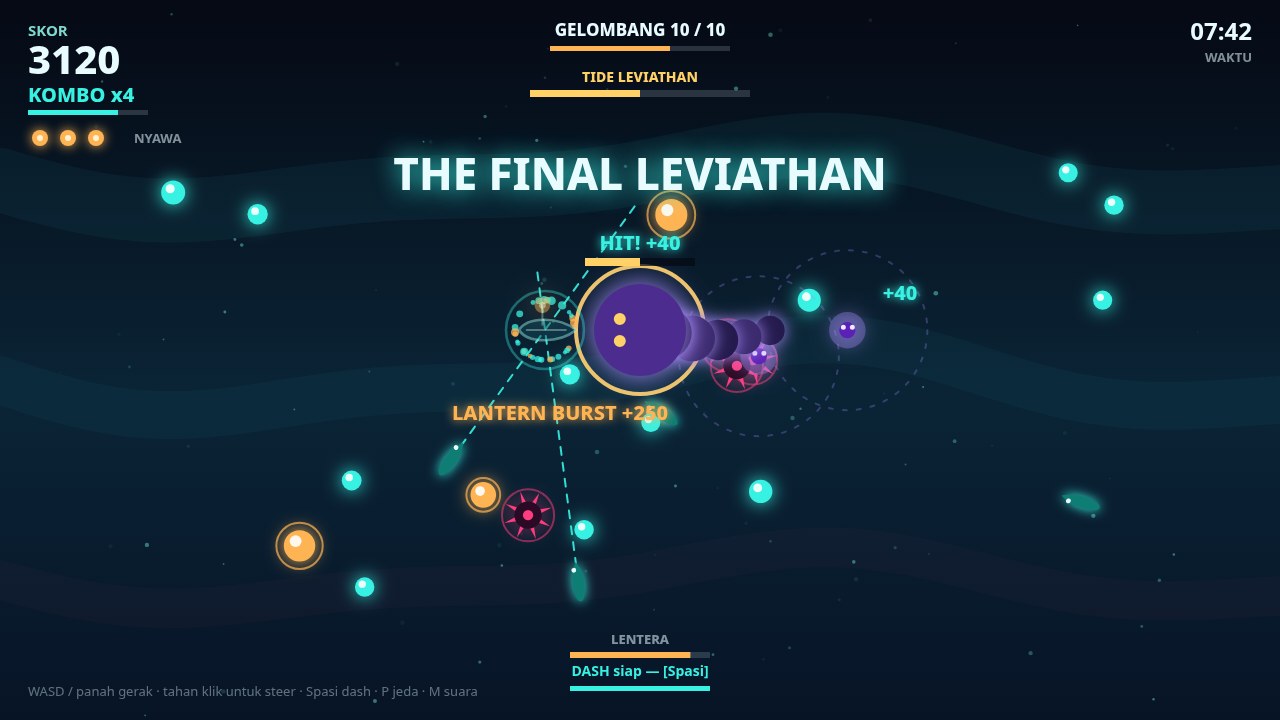 SKOR
3120
KOMBO x4
NYAWA
GELOMBANG 10 / 10
TIDE LEVIATHAN
07:42
WAKTU
THE FINAL LEVIATHAN
HIT! +40
+40
LANTERN BURST +250
LENTERA
DASH siap — [Spasi]
WASD / panah gerak · tahan klik untuk steer · Spasi dash · P jeda · M suara